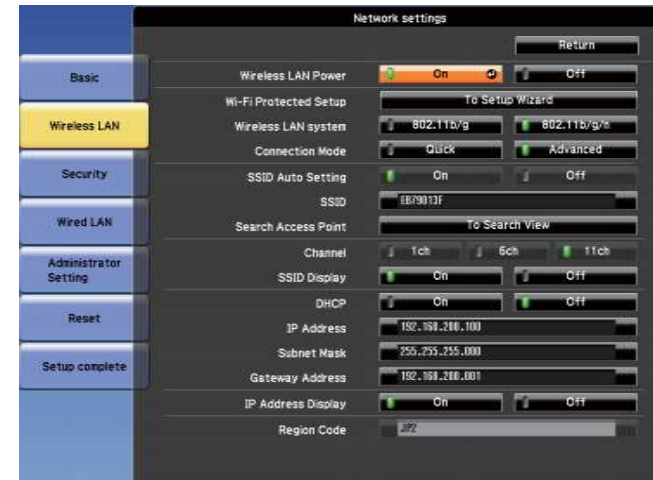 Network settings
Return
Basic
Wireless LAN
Security
Wired LAN
Administrator
Setting
Reset
Setup complete
Wireless LAN Power On Off
Wi-Fi Protected Setup To Setup Wizard
Wireless LAN system 802.11b/g 802.11b/g/n
Connection Mode Quick Advanced
SSID Auto Setting On Off
SSID EB79013F
Search Access Point To Search View
Channel 1ch 6ch 11ch
SSID Display On Off
DHCP On Off
IP Address 192.168.200.100
Subnet Mask 255.255.255.000
Gateway Address 192.168.200.001
IP Address Display On Off
Region Code JP2